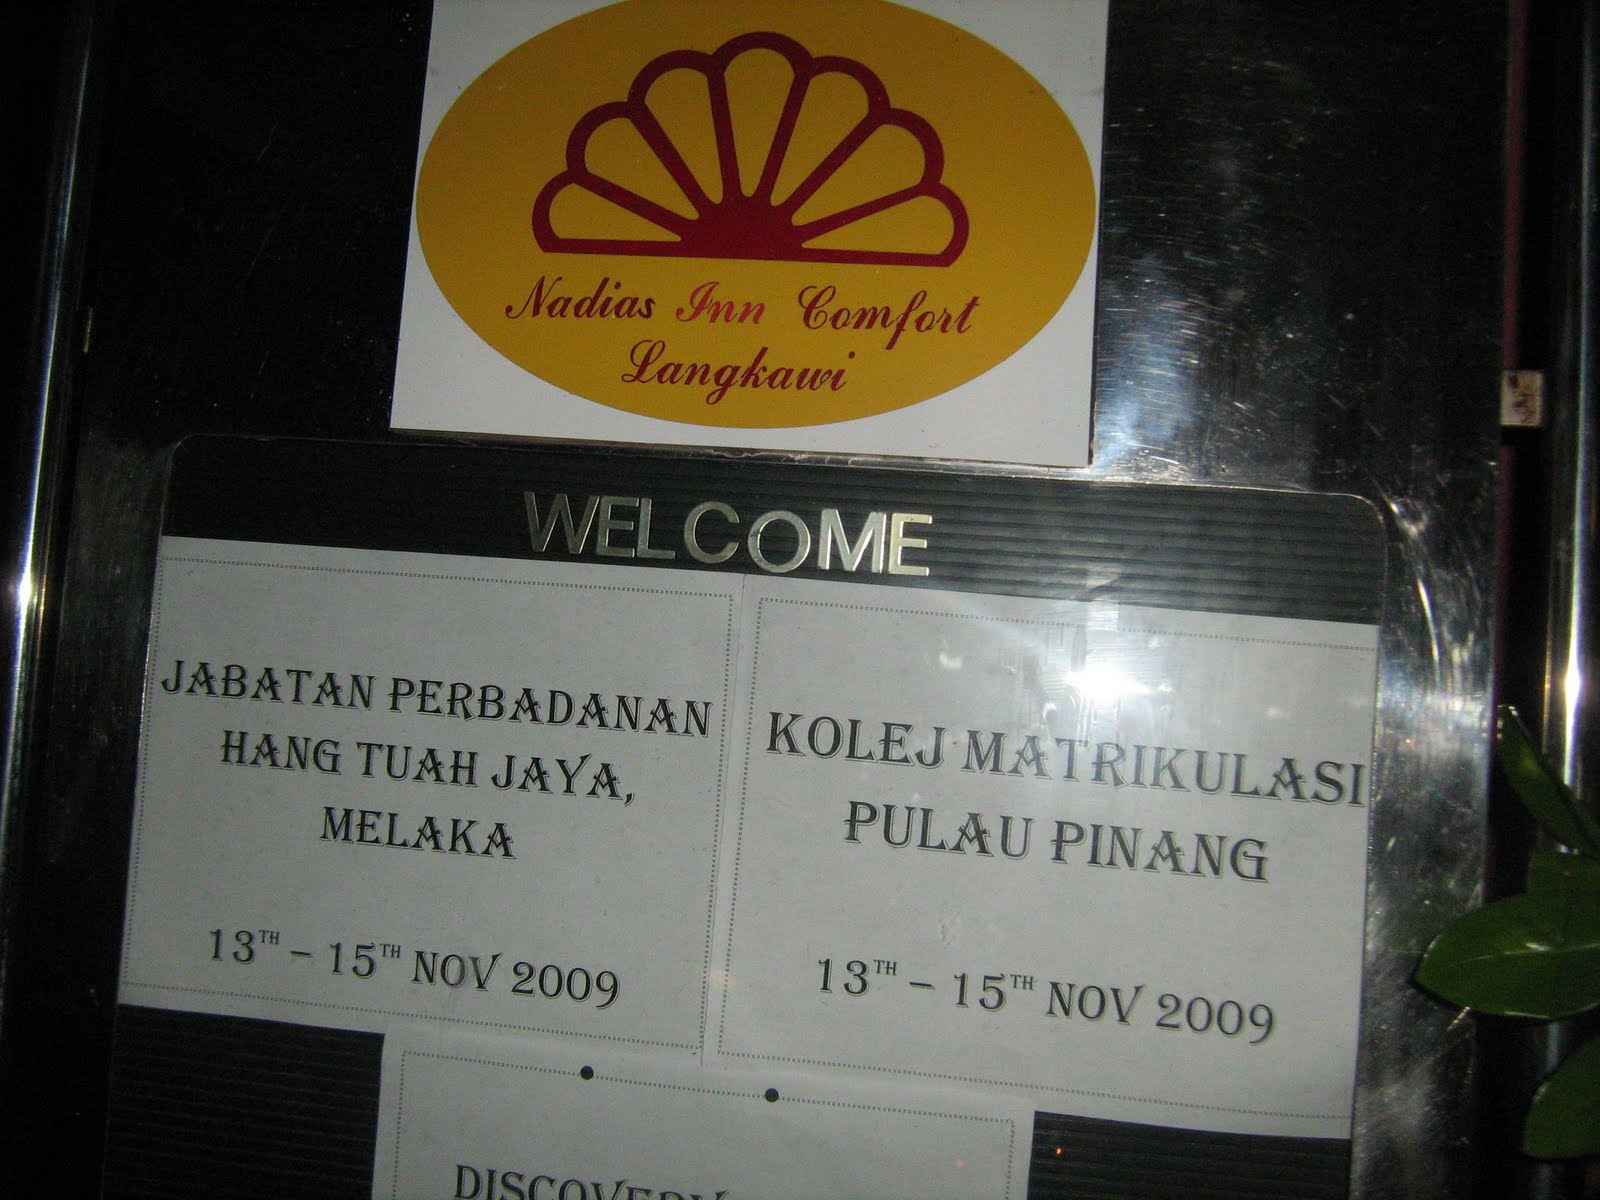 Nadias Inn Comfort
Langkawi
WELCOME
JABATAN PERBADANAN
HANG TUAH JAYA,
MELAKA
13TH – 15TH NOV 2009
KOLEJ MATRIKULASI
PULAU PINANG
13TH – 15TH NOV 2009
DISCOVERY